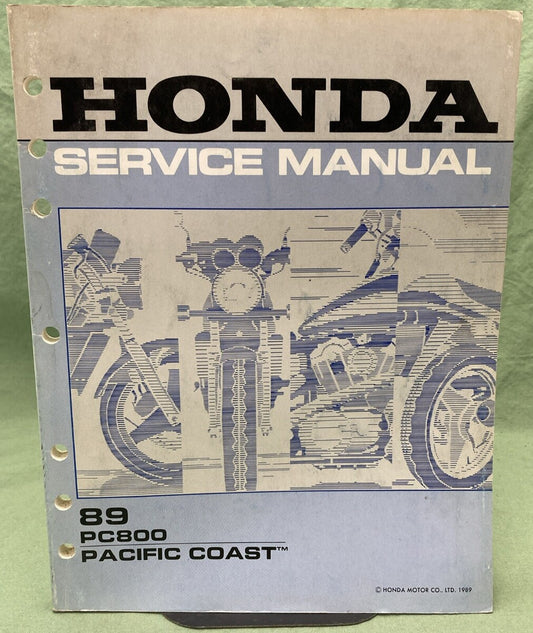 HONDA
SERVICE MANUAL
89
PC800
PACIFIC COAST™
© HONDA MOTOR CO., LTD. 1989